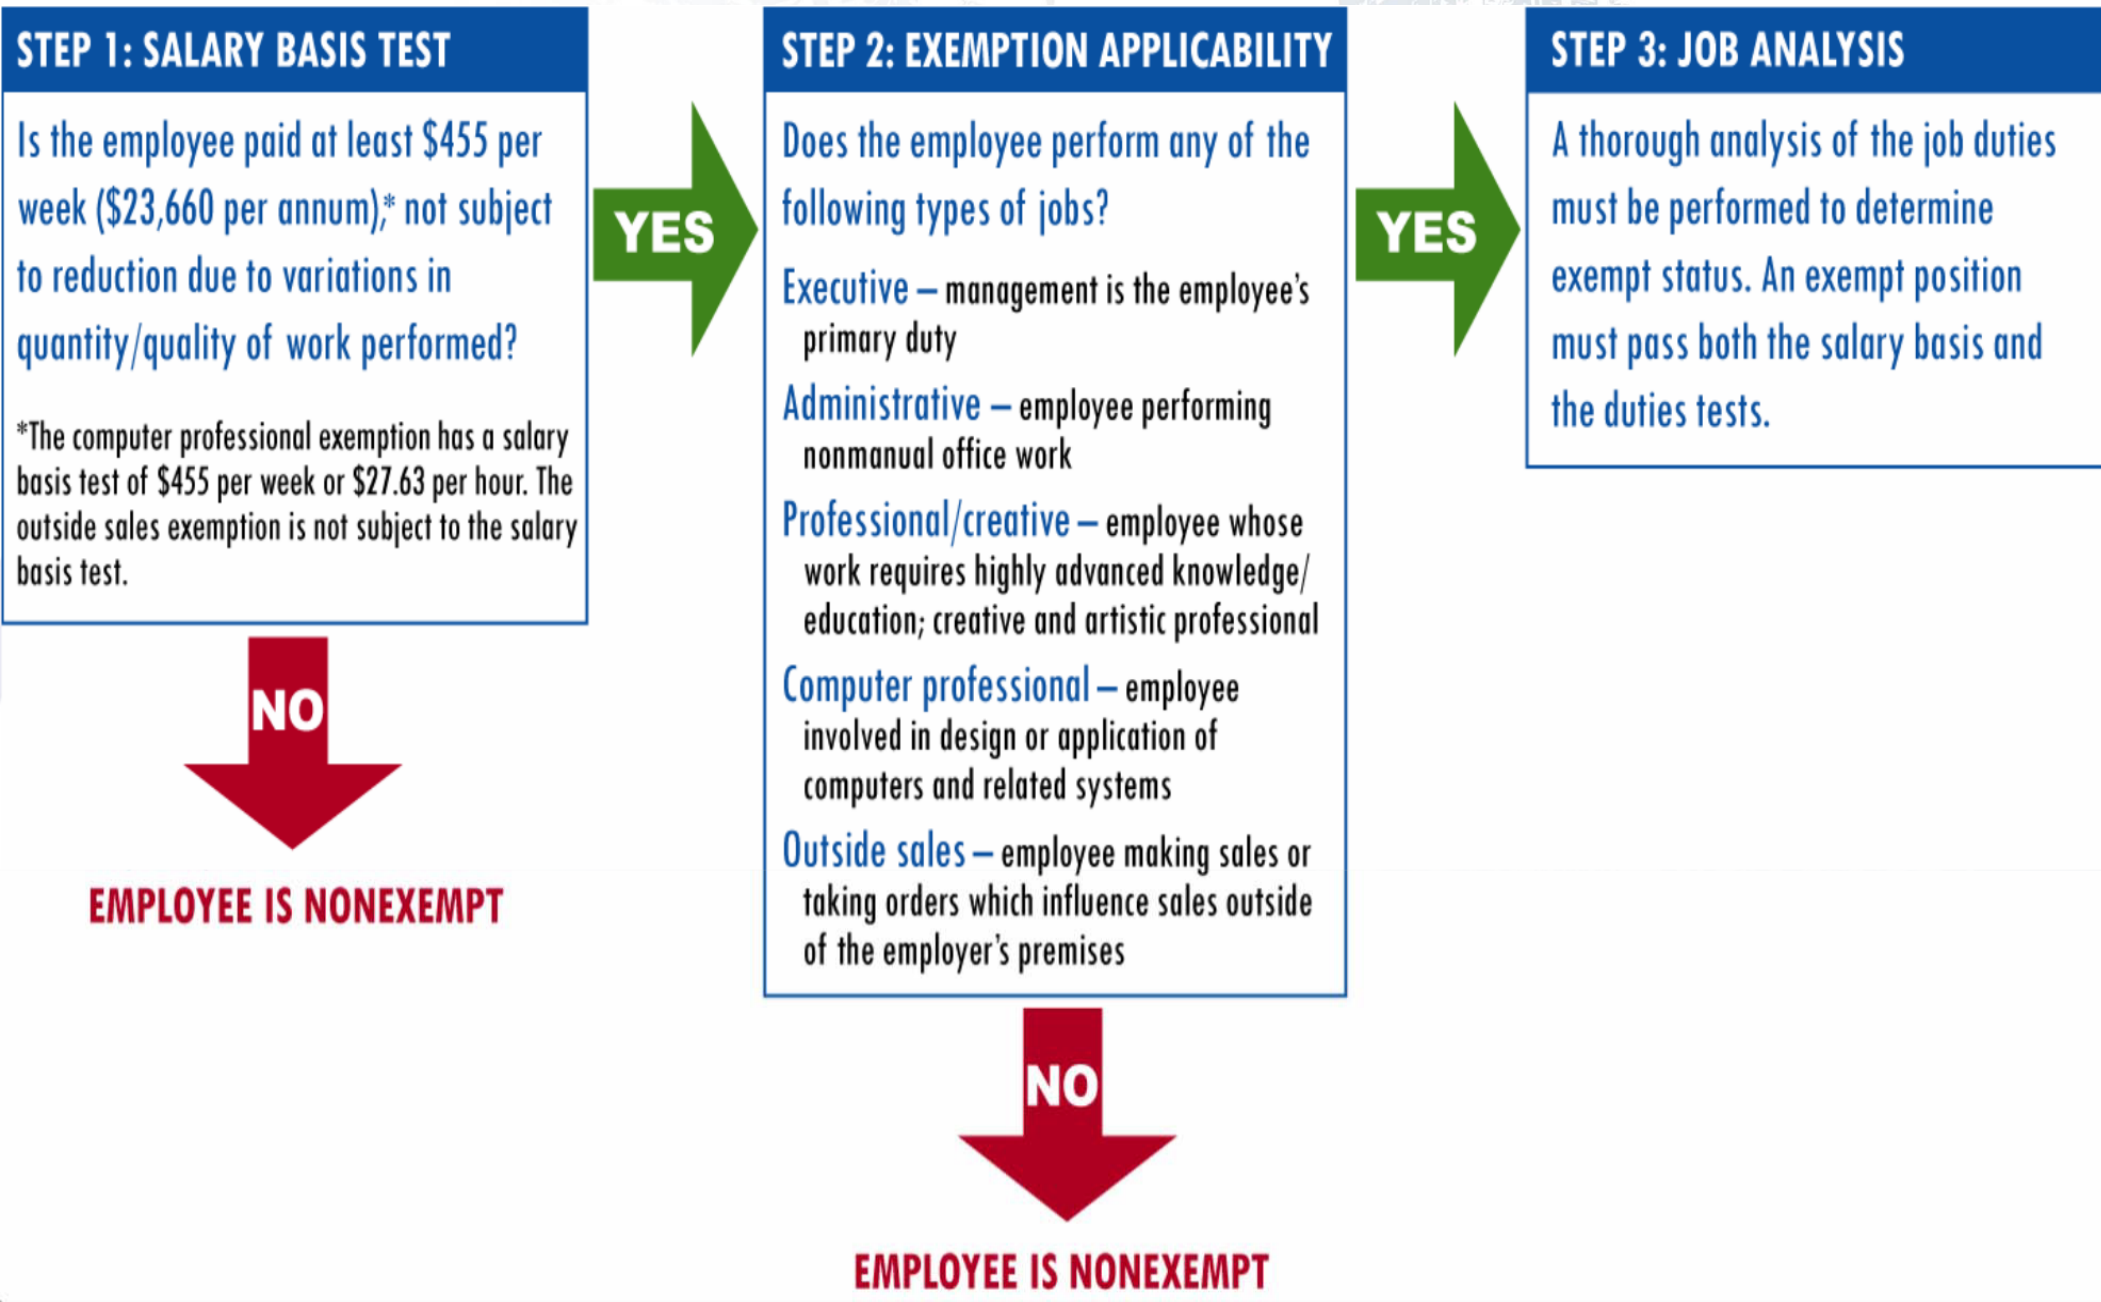 STEP 1: SALARY BASIS TEST
Is the employee paid at least $455 per
week ($23,660 per annum),* not subject
to reduction due to variations in
quantity/quality of work performed?
*The computer professional exemption has a salary
basis test of $455 per week or $27.63 per hour. The
outside sales exemption is not subject to the salary
basis test.
NO
EMPLOYEE IS NONEXEMPT
YES
STEP 2: EXEMPTION APPLICABILITY
Does the employee perform any of the
following types of jobs?
Executive – management is the employee's
primary duty
Administrative – employee performing
nonmanual office work
Professional/creative – employee whose
work requires highly advanced knowledge/
education; creative and artistic professional
Computer professional – employee
involved in design or application of
computers and related systems
Outside sales – employee making sales or
taking orders which influence sales outside
of the employer's premises
NO
EMPLOYEE IS NONEXEMPT
YES
STEP 3: JOB ANALYSIS
A thorough analysis of the job duties
must be performed to determine
exempt status. An exempt position
must pass both the salary basis and
the duties tests.